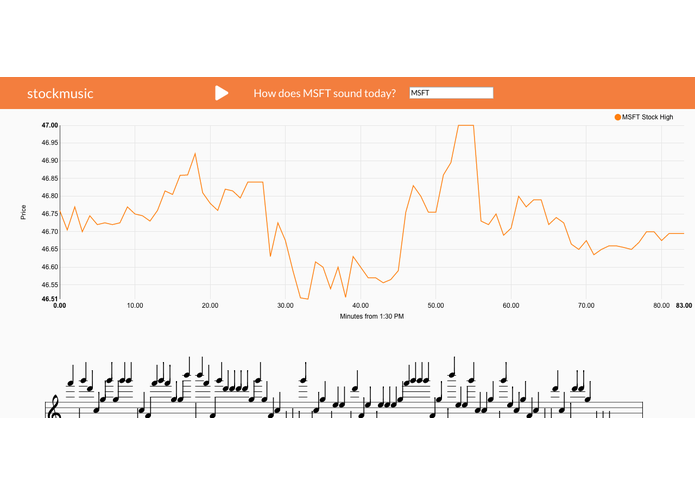 stockmusic
How does MSFT sound today?
MSFT
MSFT Stock High
47.00
46.95
46.90
46.85
46.80
46.75
46.70
46.65
46.60
46.55
46.51
Price
0.00 10.00 20.00 30.00 40.00 50.00 60.00 70.00 80.00 83.00
Minutes from 1:30 PM